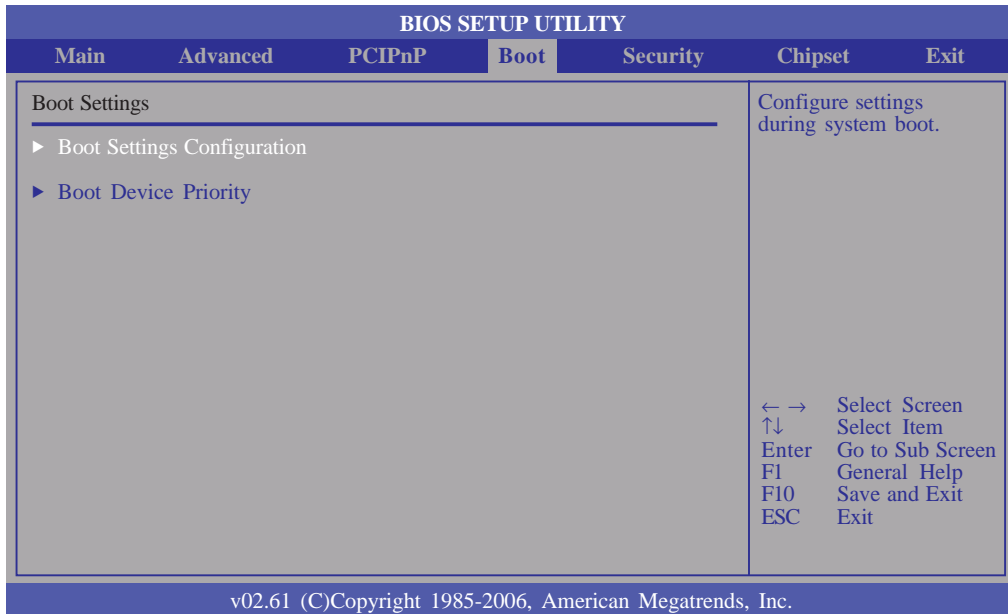 BIOS SETUP UTILITY
Main Advanced PCIPnP Boot Security Chipset Exit
Boot Settings
▶ Boot Settings Configuration
▶ Boot Device Priority
Configure settings
during system boot.
← → Select Screen
↑↓ Select Item
Enter Go to Sub Screen
F1 General Help
F10 Save and Exit
ESC Exit
v02.61 (C)Copyright 1985-2006, American Megatrends, Inc.